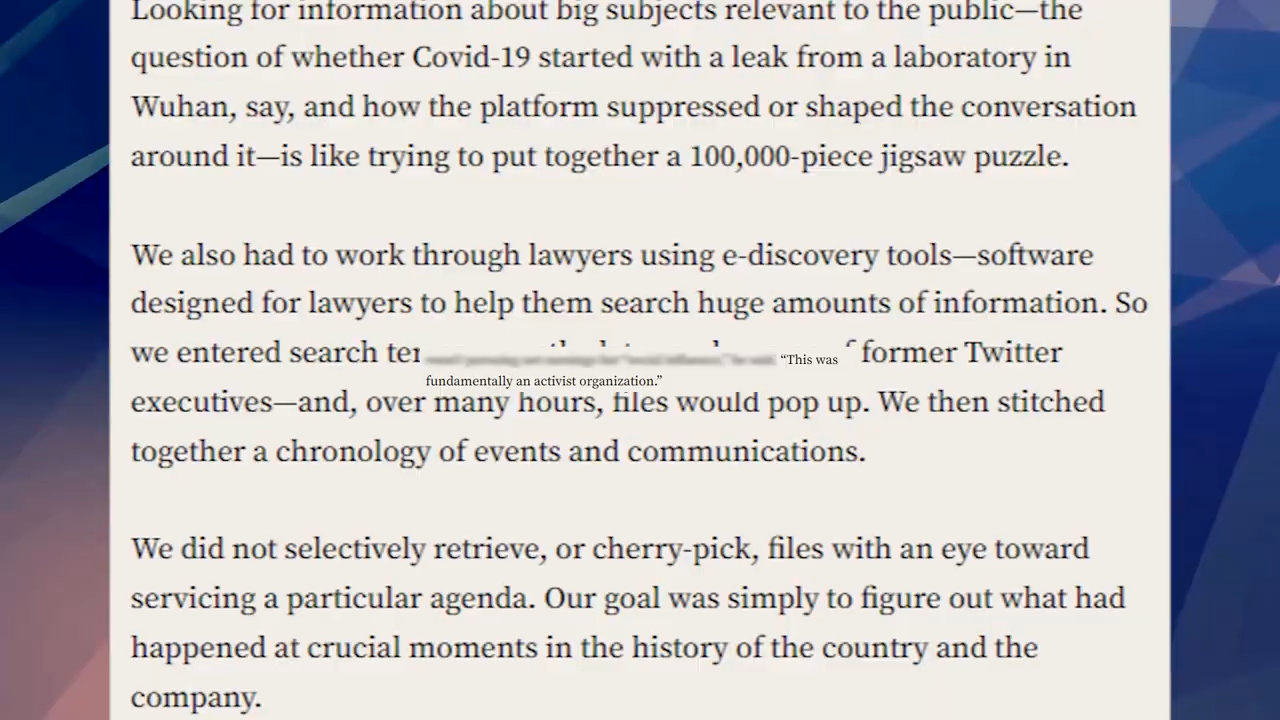 Looking for information about big subjects relevant to the public—the
question of whether Covid-19 started with a leak from a laboratory in
Wuhan, say, and how the platform suppressed or shaped the conversation
around it—is like trying to put together a 100,000-piece jigsaw puzzle.
We also had to work through lawyers using e-discovery tools—software
designed for lawyers to help them search huge amounts of information. So
we entered search former Twitter
“This was
fundamentally an activist organization.”
executives—and, over many hours, files would pop up. We then stitched
together a chronology of events and communications.
We did not selectively retrieve, or cherry-pick, files with an eye toward
servicing a particular agenda. Our goal was simply to figure out what had
happened at crucial moments in the history of the country and the
company.